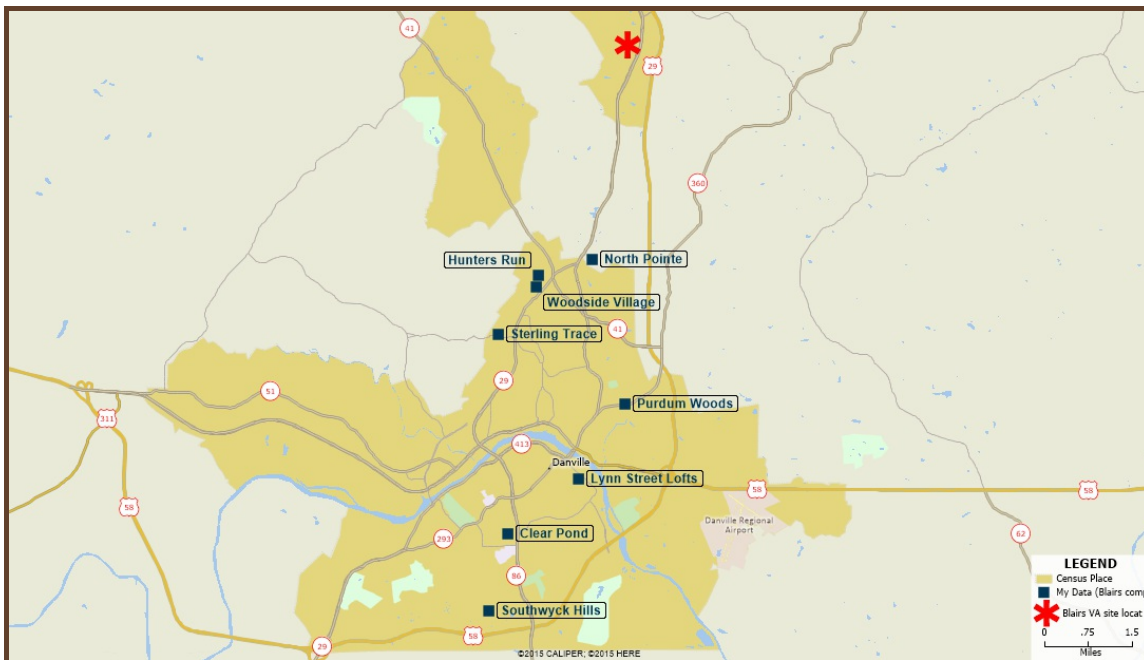 41
29
360
Hunters Run
North Pointe
Woodside Village
Sterling Trace
41
29
51
Purdum Woods
311
413
Danville
Lynn Street Lofts
58
58
58
Danville Regional
Airport
Clear Pond
293
62
86
Southwyck Hills
58
29
LEGEND
Census Place
My Data (Blairs comp
Blairs VA site locat
0 .75 1.5
Miles
©2015 CALIPER; ©2015 HERE